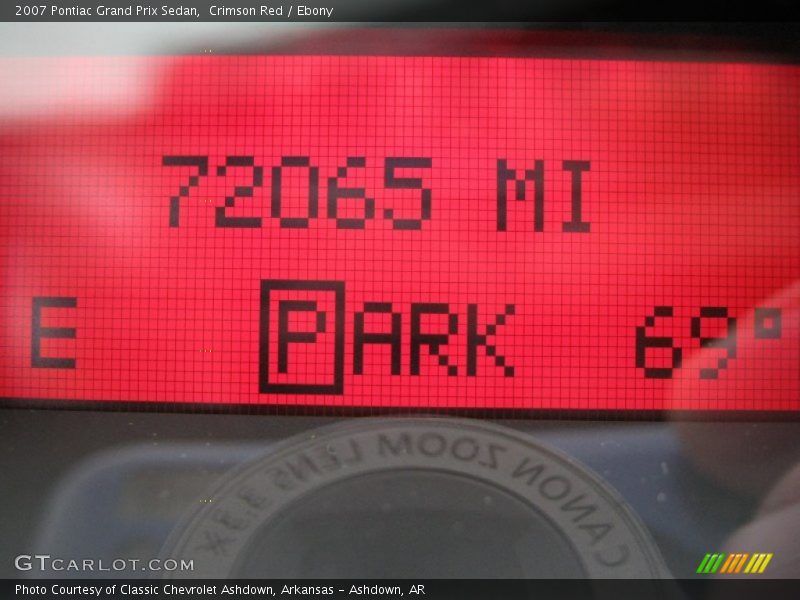 2007 Pontiac Grand Prix Sedan,  Crimson Red / Ebony
72065 MI
E PARK 69°
CANON ZOOM LENS 3.3X
GTCARLOT.COM
Photo Courtesy of Classic Chevrolet Ashdown, Arkansas - Ashdown, AR